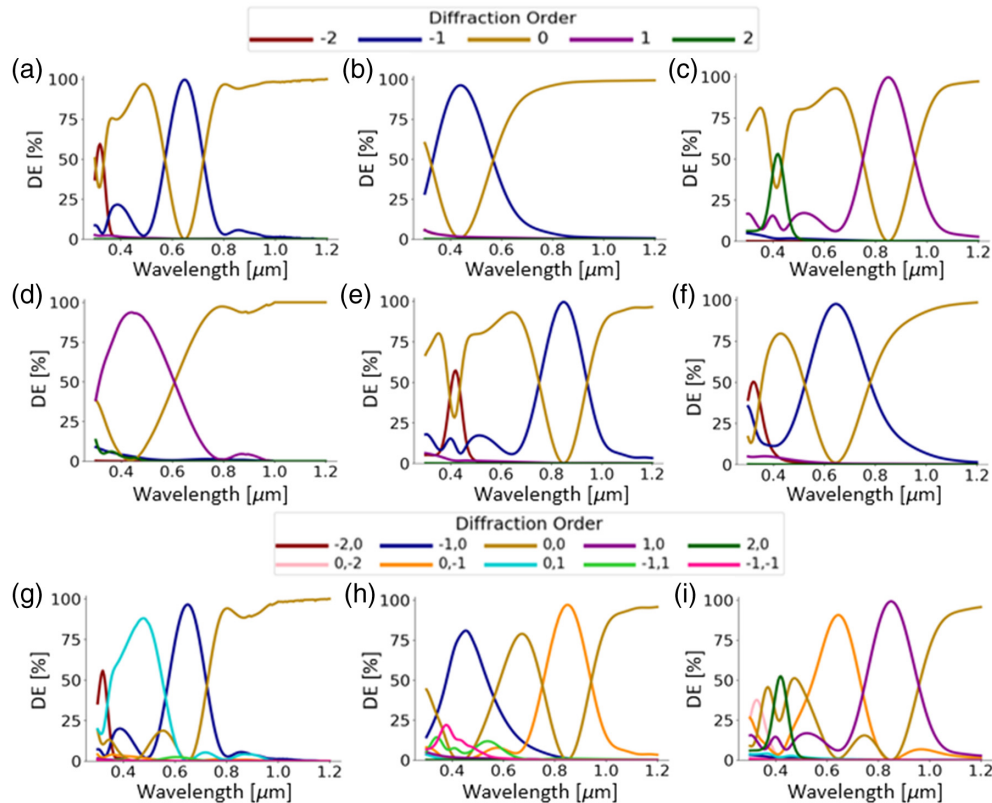 Diffraction Order
-2 -1 0 1 2
(a) (b) (c)
100 100 100
75 75 75
50 50 50
25 25 25
0 0 0
DE [%] DE [%] DE [%]
0.4 0.6 0.8 1.0 1.2 0.4 0.6 0.8 1.0 1.2 0.4 0.6 0.8 1.0 1.2
Wavelength [μm] Wavelength [μm] Wavelength [μm]
(d) (e) (f)
100 100 100
75 75 75
50 50 50
25 25 25
0 0 0
DE [%] DE [%] DE [%]
0.4 0.6 0.8 1.0 1.2 0.4 0.6 0.8 1.0 1.2 0.4 0.6 0.8 1.0 1.2
Wavelength [μm] Wavelength [μm] Wavelength [μm]
Diffraction Order
-2,0 -1,0 0,0 1,0 2,0
0,-2 0,-1 0,1 -1,1 -1,-1
(g) (h) (i)
100 100 100
75 75 75
50 50 50
25 25 25
0 0 0
DE [%] DE [%] DE [%]
0.4 0.6 0.8 1.0 1.2 0.4 0.6 0.8 1.0 1.2 0.4 0.6 0.8 1.0 1.2
Wavelength [μm] Wavelength [μm] Wavelength [μm]